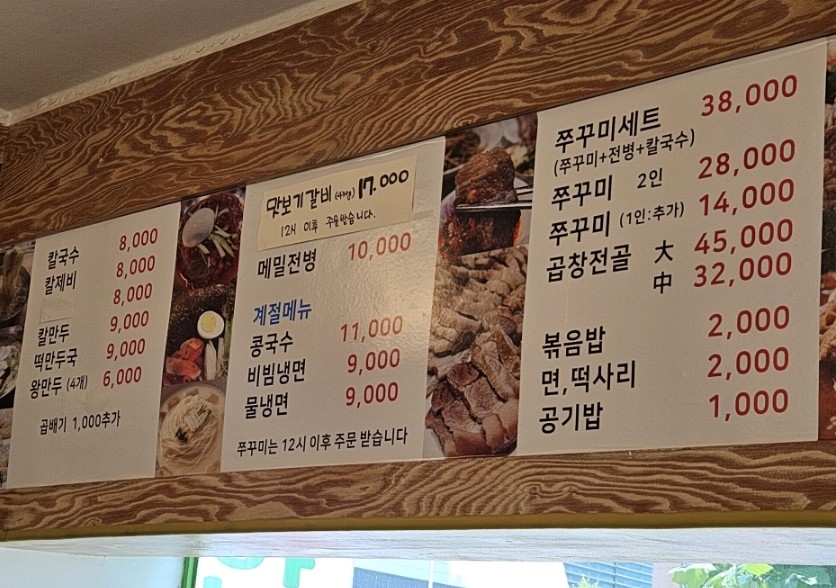 칼국수 8,000
칼제비 8,000
8,000
칼만두 9,000
떡만두국 9,000
왕만두 (4개) 6,000
곱배기 1,000추가
맛보기갈비 17.000
12시 이후 주문받습니다.
메밀전병 10,000
계절메뉴
콩국수 11,000
비빔냉면 9,000
물냉면 9,000
쭈꾸미는 12시 이후 주문 받습니다
쭈꾸미세트 38,000
(쭈꾸미+전병+칼국수)
쭈꾸미 2인 28,000
쭈꾸미 (1인:추가) 14,000
곱창전골 大 45,000
中 32,000
볶음밥 2,000
면,떡사리 2,000
공기밥 1,000